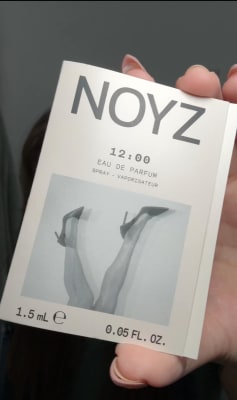 NOYZ
12:00
EAU DE PARFUM
SPRAY - VAPORISATEUR
1.5 mL ℮
0.05 FL. OZ.